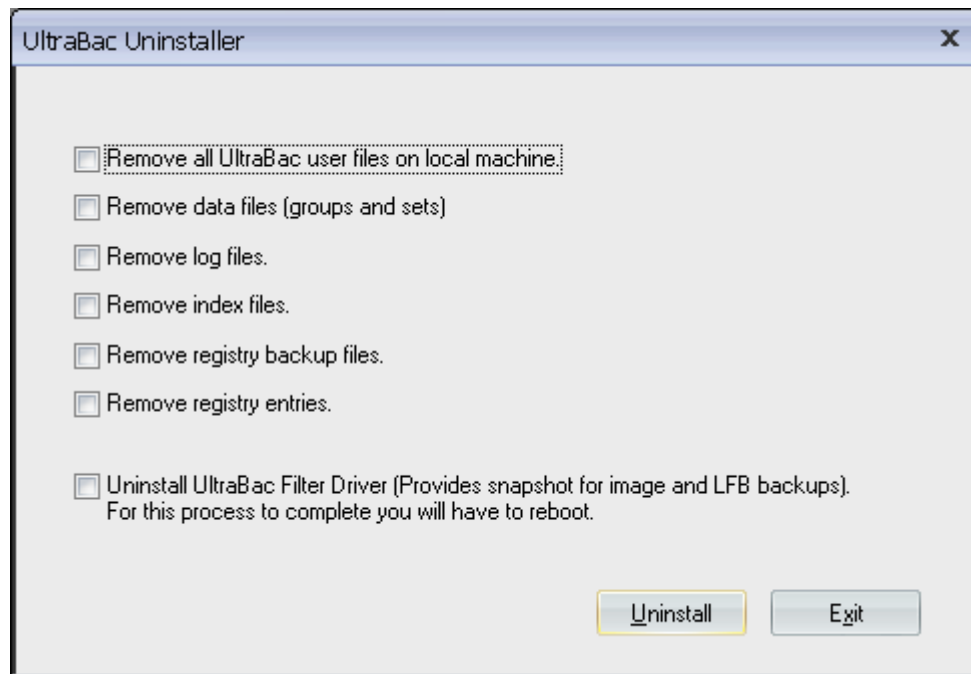 UltraBac Uninstaller
x
Remove all UltraBac user files on local machine.
Remove data files (groups and sets)
Remove log files.
Remove index files.
Remove registry backup files.
Remove registry entries.
Uninstall UltraBac Filter Driver (Provides snapshot for image and LFB backups).
For this process to complete you will have to reboot.
Uninstall
Exit